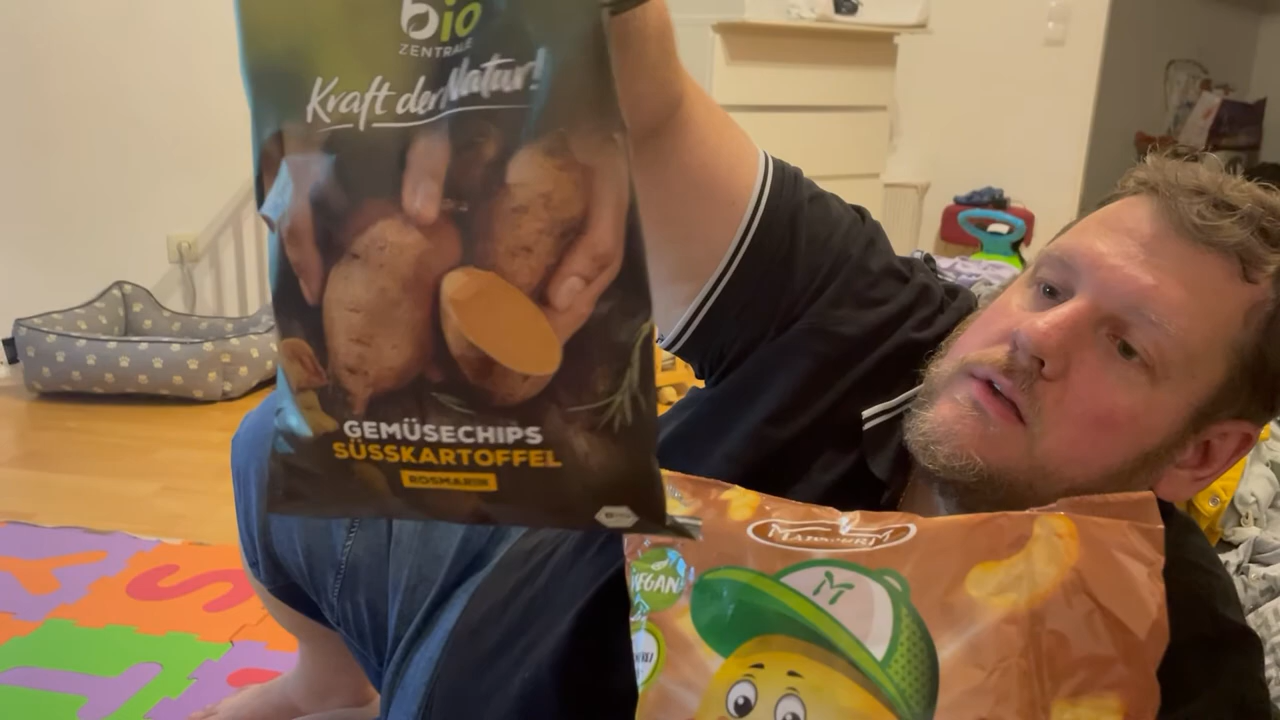 bio
ZENTRALE
Kraft der Natur!
GEMÜSECHIPS
SÜSSKARTOFFEL
ROSMARIN
VEGAN
M